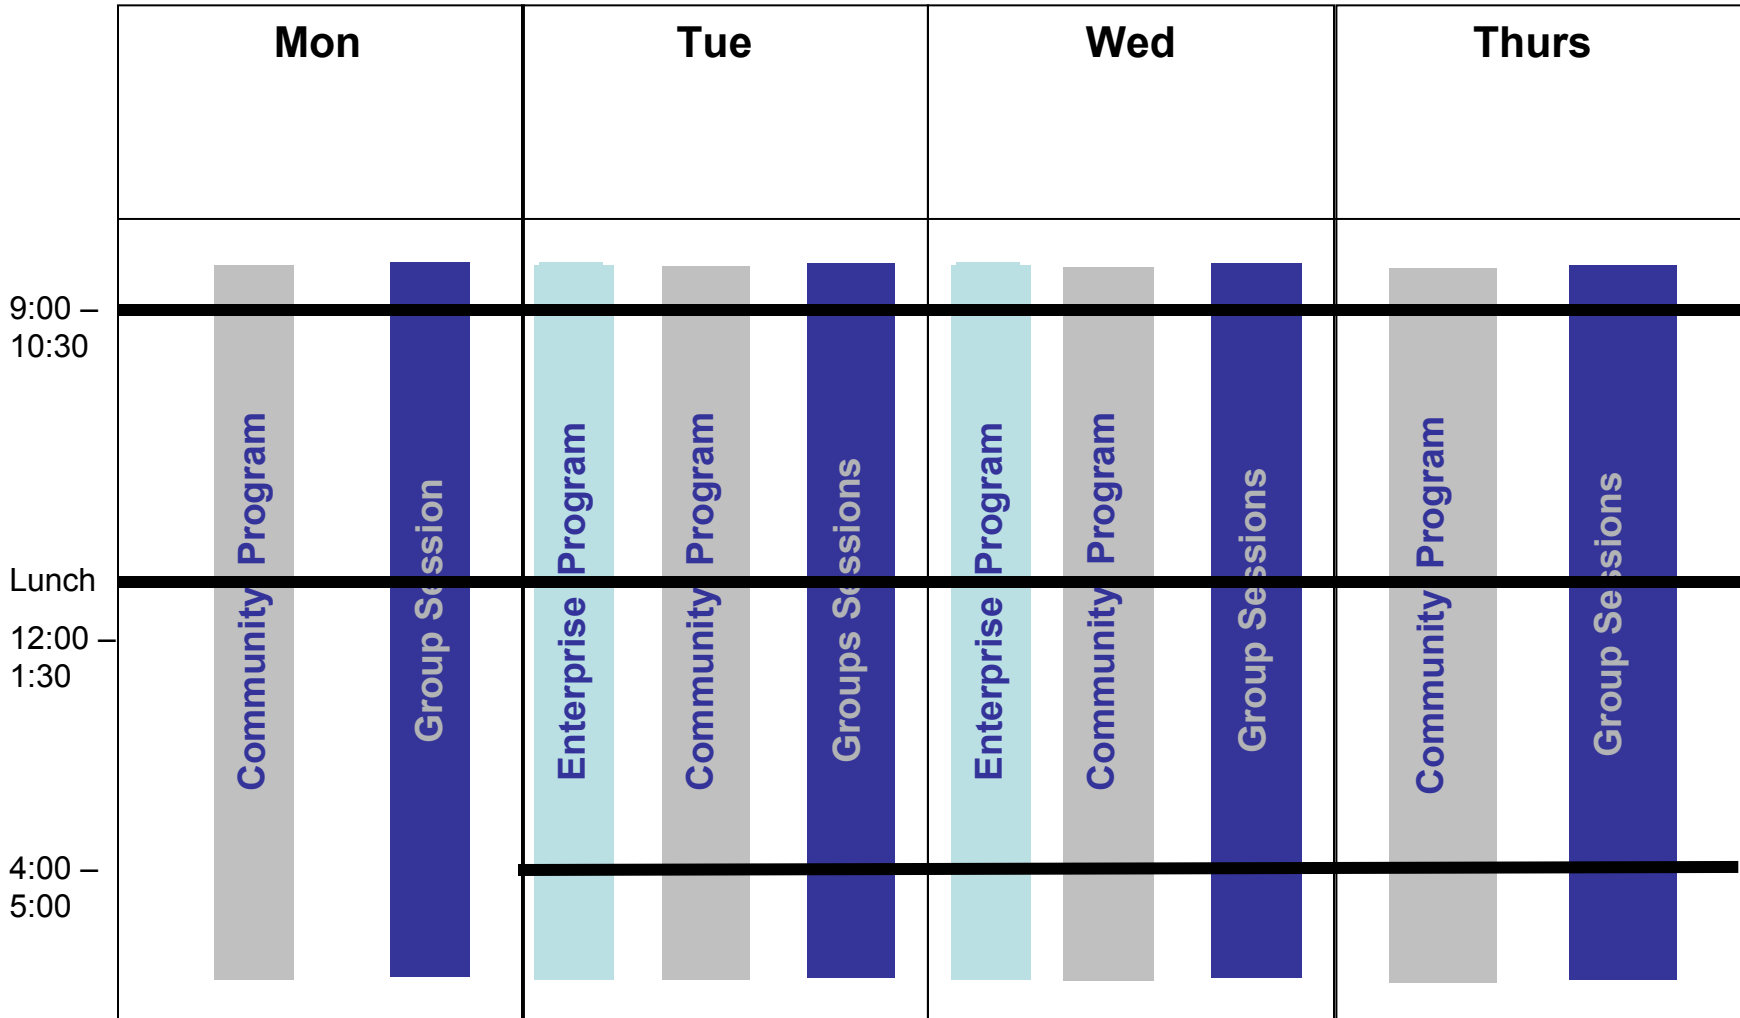 Mon
Tue
Wed
Thurs
9:00 –
10:30
Lunch
12:00 –
1:30
4:00 –
5:00
Community Program
Group Session
Enterprise Program
Community Program
Groups Sessions
Enterprise Program
Community Program
Group Sessions
Community Program
Group Sessions